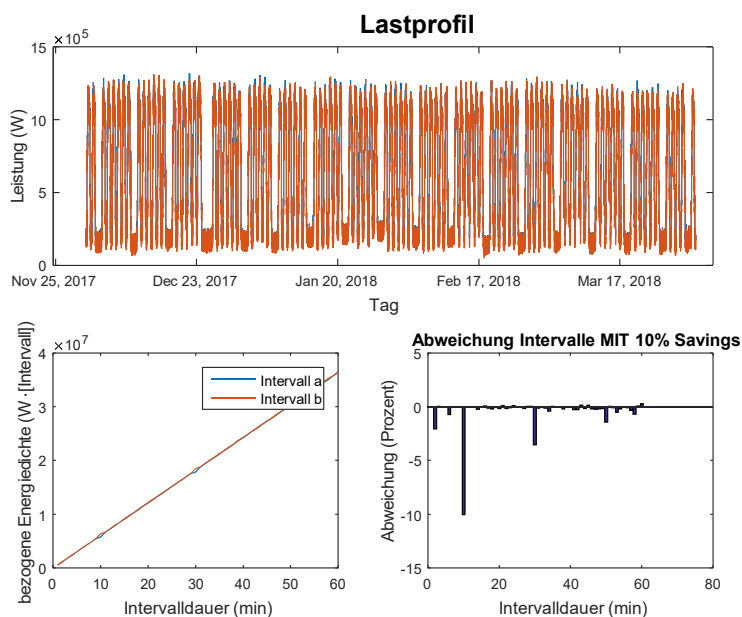 Lastprofil
×10⁵
15
10
5
0
Leistung (W)
Nov 25, 2017
Dec 23, 2017
Jan 20, 2018
Feb 17, 2018
Mar 17, 2018
Tag
×10⁷
4
3
2
1
0
bezogene Energiedichte (W·[Intervall])
Intervall a
Intervall b
0
10
20
30
40
50
60
Intervalldauer (min)
Abweichung Intervalle MIT 10% Savings
5
0
-5
-10
-15
Abweichung (Prozent)
0
20
40
60
80
Intervalldauer (min)